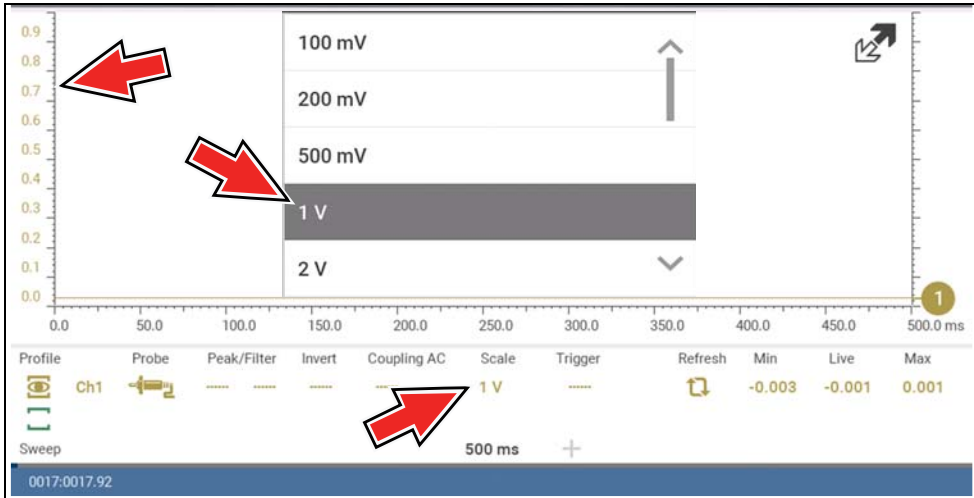 0.9
0.8
0.7
0.6
0.5
0.4
0.3
0.2
0.1
0.0
100 mV
200 mV
500 mV
1 V
2 V
1
0.0 50.0 100.0 150.0 200.0 250.0 300.0 350.0 400.0 450.0 500.0 ms
Profile Probe Peak/Filter Invert Coupling AC Scale Trigger Refresh Min Live Max
Ch1 ----- ----- ----- ----- 1 V ----- -0.003 -0.001 0.001
Sweep 500 ms +
0017:0017.92